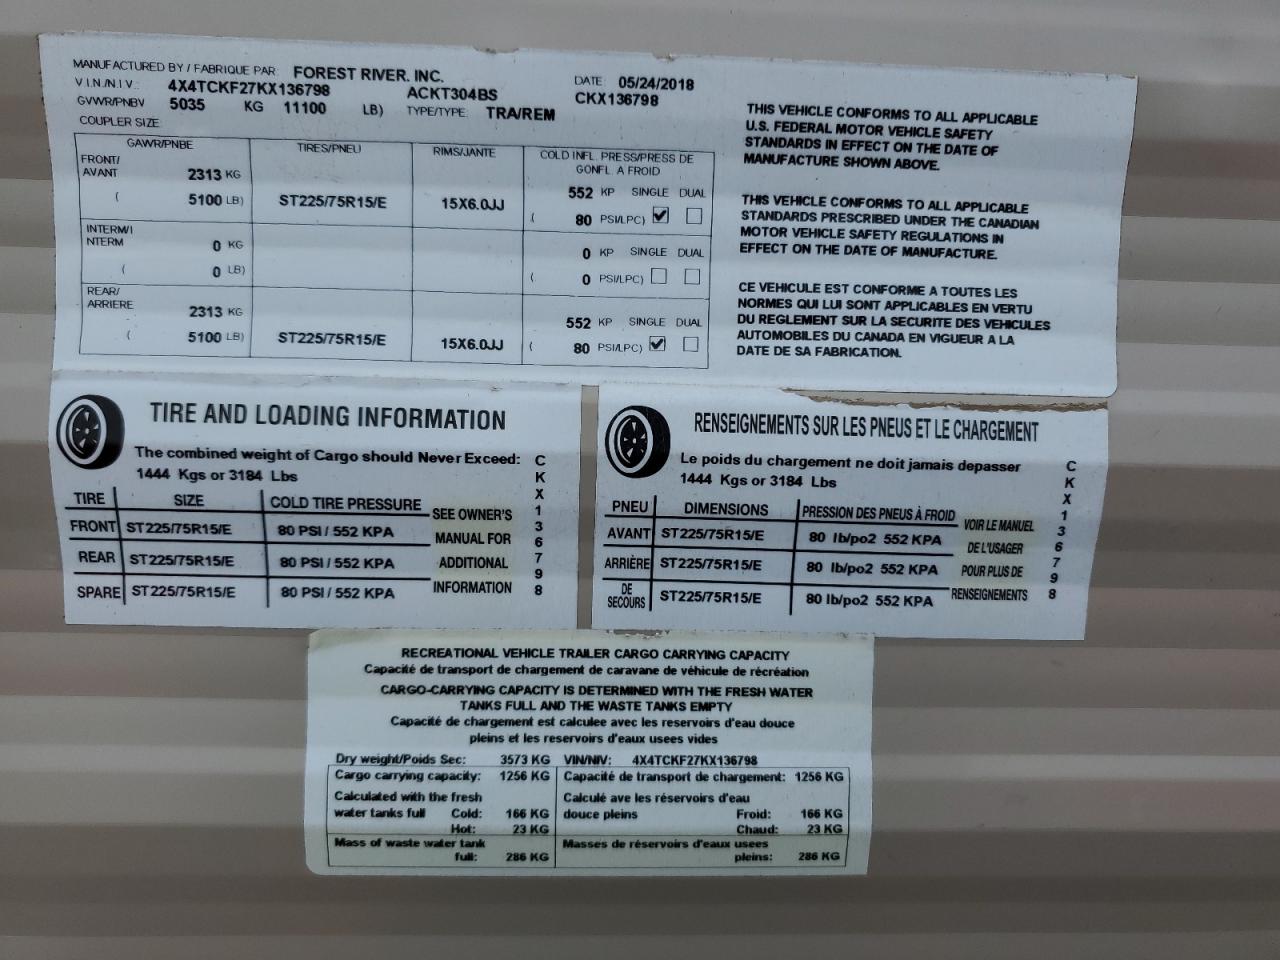 MANUFACTURED BY / FABRIQUE PAR: FOREST RIVER, INC. DATE: 05/24/2018
V.I.N./N.I.V.: 4X4TCKF27KX136798 ACKT304BS CKX136798
GVWR/PNBV 5035 KG 11100 LB) TYPE/TYPE: TRA/REM
COUPLER SIZE:
GAWR/PNBE TIRES/PNEU RIMS/JANTE COLD INFL. PRESS/PRESS DE
GONFL. A FROID
FRONT/
AVANT 2313 KG 552 KP SINGLE DUAL
( 5100 LB) ST225/75R15/E 15X6.0JJ ( 80 PSI/LPC)
INTERM/I
NTERM 0 KG 0 KP SINGLE DUAL
( 0 LB) ( 0 PSI/LPC)
REAR/
ARRIERE 2313 KG 552 KP SINGLE DUAL
( 5100 LB) ST225/75R15/E 15X6.0JJ ( 80 PSI/LPC)
THIS VEHICLE CONFORMS TO ALL APPLICABLE
U.S. FEDERAL MOTOR VEHICLE SAFETY
STANDARDS IN EFFECT ON THE DATE OF
MANUFACTURE SHOWN ABOVE.
THIS VEHICLE CONFORMS TO ALL APPLICABLE
STANDARDS PRESCRIBED UNDER THE CANADIAN
MOTOR VEHICLE SAFETY REGULATIONS IN
EFFECT ON THE DATE OF MANUFACTURE.
CE VEHICULE EST CONFORME A TOUTES LES
NORMES QUI LUI SONT APPLICABLES EN VERTU
DU REGLEMENT SUR LA SECURITE DES VEHICULES
AUTOMOBILES DU CANADA EN VIGUEUR A LA
DATE DE SA FABRICATION.
TIRE AND LOADING INFORMATION
The combined weight of Cargo should Never Exceed:
1444 Kgs or 3184 Lbs
TIRE SIZE COLD TIRE PRESSURE
FRONT ST225/75R15/E 80 PSI / 552 KPA
REAR ST225/75R15/E 80 PSI / 552 KPA
SPARE ST225/75R15/E 80 PSI / 552 KPA
SEE OWNER'S
MANUAL FOR
ADDITIONAL
INFORMATION
CKX136798
RENSEIGNEMENTS SUR LES PNEUS ET LE CHARGEMENT
Le poids du chargement ne doit jamais depasser
1444 Kgs or 3184 Lbs
PNEU DIMENSIONS PRESSION DES PNEUS À FROID
AVANT ST225/75R15/E 80 lb/po2 552 KPA
ARRIÈRE ST225/75R15/E 80 lb/po2 552 KPA
DE
SECOURS ST225/75R15/E 80 lb/po2 552 KPA
VOIR LE MANUEL
DE L'USAGER
POUR PLUS DE
RENSEIGNEMENTS
CKX136798
RECREATIONAL VEHICLE TRAILER CARGO CARRYING CAPACITY
Capacité de transport de chargement de caravane de véhicule de récréation
CARGO-CARRYING CAPACITY IS DETERMINED WITH THE FRESH WATER
TANKS FULL AND THE WASTE TANKS EMPTY
Capacité de chargement est calculee avec les reservoirs d'eau douce
pleins et les reservoirs d'eaux usees vides
Dry weight/Poids Sec: 3573 KG VIN/NIV: 4X4TCKF27KX136798
Cargo carrying capacity: 1256 KG Capacité de transport de chargement: 1256 KG
Calculated with the fresh Calculé ave les réservoirs d'eau
water tanks full Cold: 166 KG douce pleins Froid: 166 KG
Hot: 23 KG Chaud: 23 KG
Mass of waste water tank Masses de réservoirs d'eaux usees
full: 286 KG pleins: 286 KG